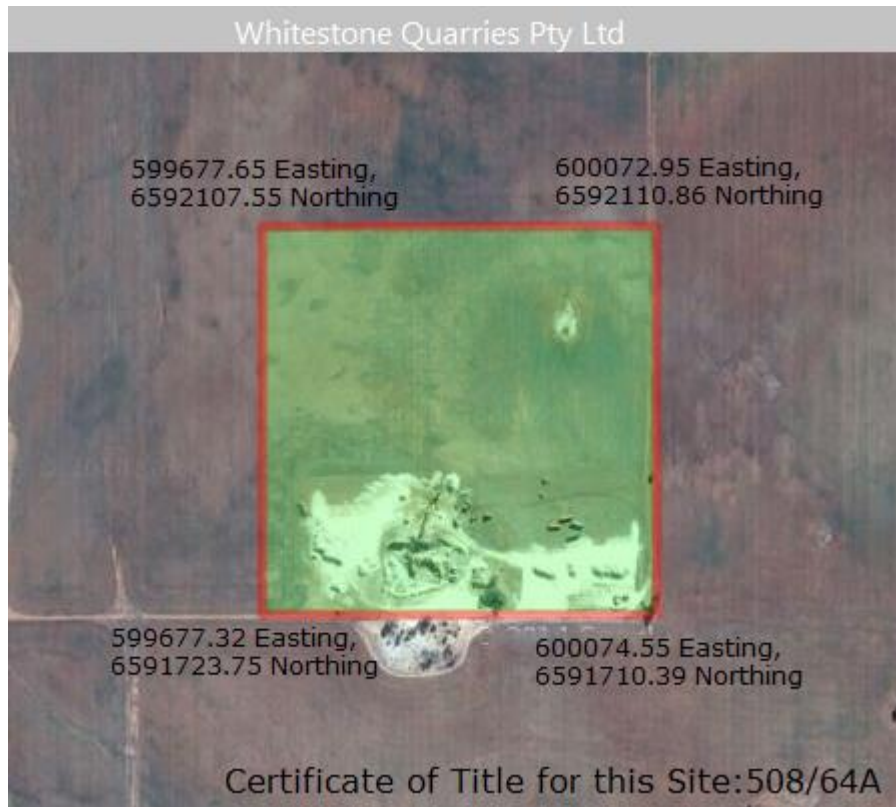 Whitestone Quarries Pty Ltd
599677.65 Easting,
6592107.55 Northing
600072.95 Easting,
6592110.86 Northing
599677.32 Easting,
6591723.75 Northing
600074.55 Easting,
6591710.39 Northing
Certificate of Title for this Site:508/64A